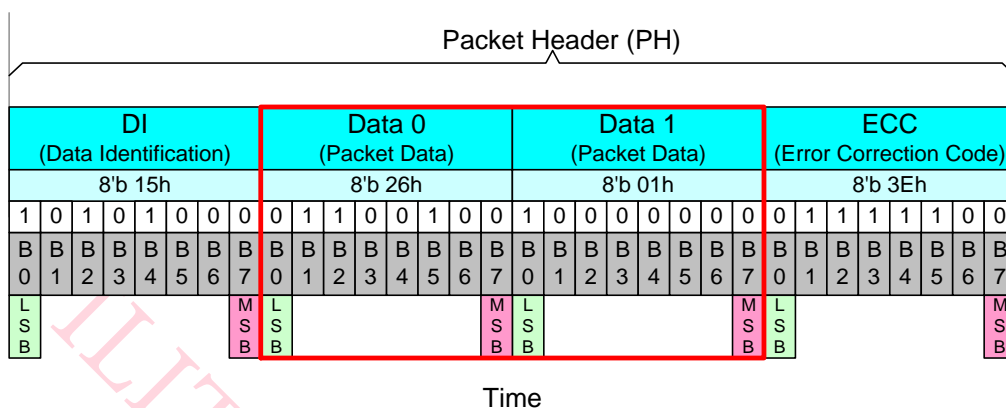 Packet Header (PH)
DI Data 0 Data 1 ECC
(Data Identification) (Packet Data) (Packet Data) (Error Correction Code)
8'b 15h 8'b 26h 8'b 01h 8'b 3Eh
1 0 1 0 1 0 0 0 0 1 1 0 0 1 0 0 1 0 0 0 0 0 0 0 0 1 1 1 1 1 0 0
B B B B B B B B B B B B B B B B B B B B B B B B B B B B B B B B
0 1 2 3 4 5 6 7 0 1 2 3 4 5 6 7 0 1 2 3 4 5 6 7 0 1 2 3 4 5 6 7
L M L M L M L M
S S S S S S S S
B B B B B B B B
Time